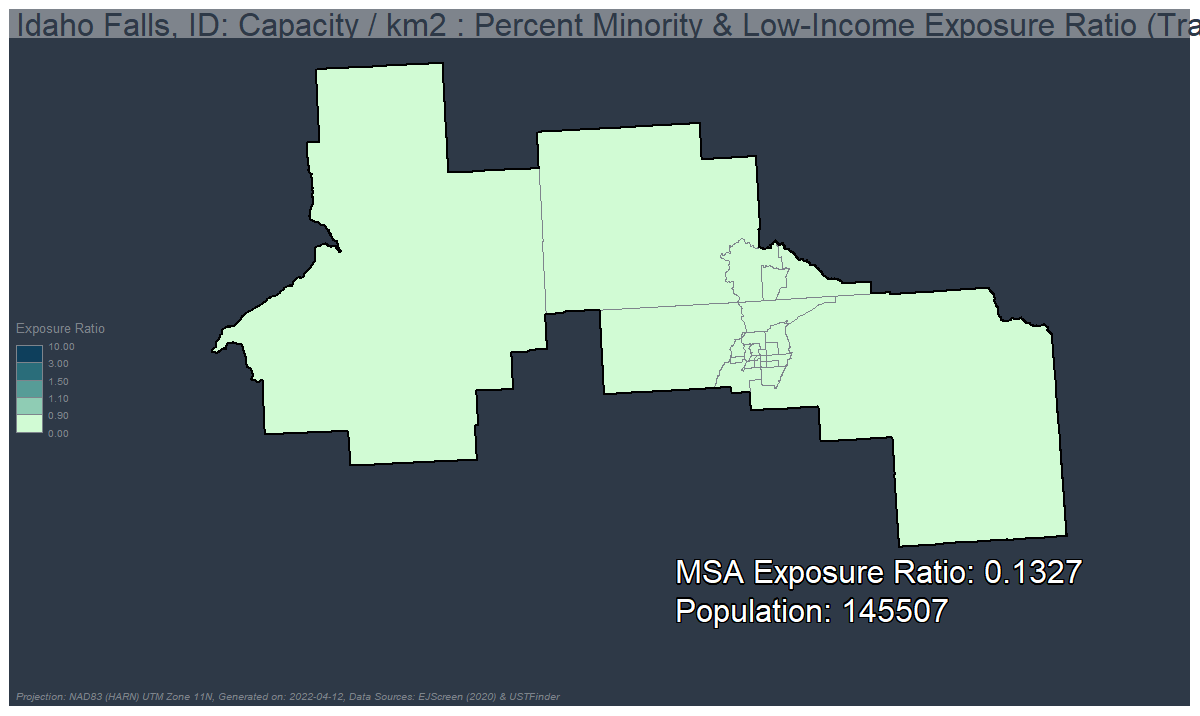 Idaho Falls, ID: Capacity / km2 : Percent Minority & Low-Income Exposure Ratio (Tra
Exposure Ratio
10.00
3.00
1.50
1.10
0.90
0.00
MSA Exposure Ratio: 0.1327
Population: 145507
Projection: NAD83 (HARN) UTM Zone 11N, Generated on: 2022-04-12, Data Sources: EJScreen (2020) & USTFinder